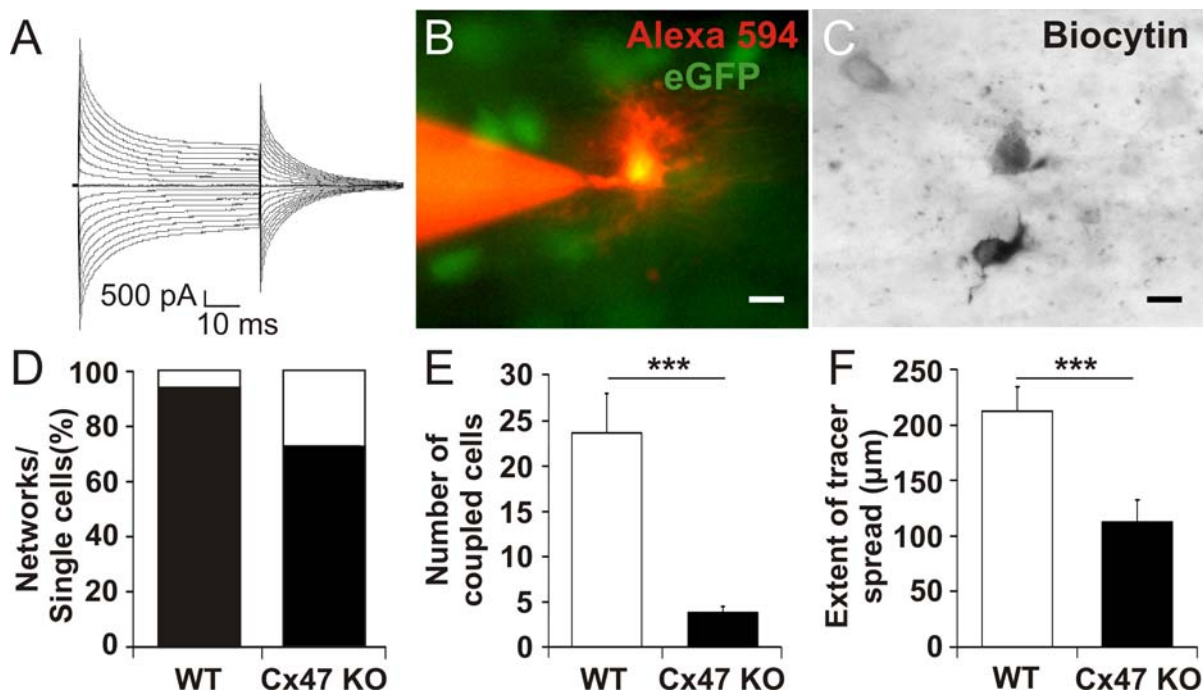 A
500 pA
10 ms
B
Alexa 594
eGFP
C
Biocytin
D
Networks/
Single cells(%)
100
80
60
40
20
0
WT
Cx47 KO
E
Number of
coupled cells
30
25
20
15
10
5
0
***
WT
Cx47 KO
F
Extent of tracer
spread (µm)
250
200
150
100
50
0
***
WT
Cx47 KO